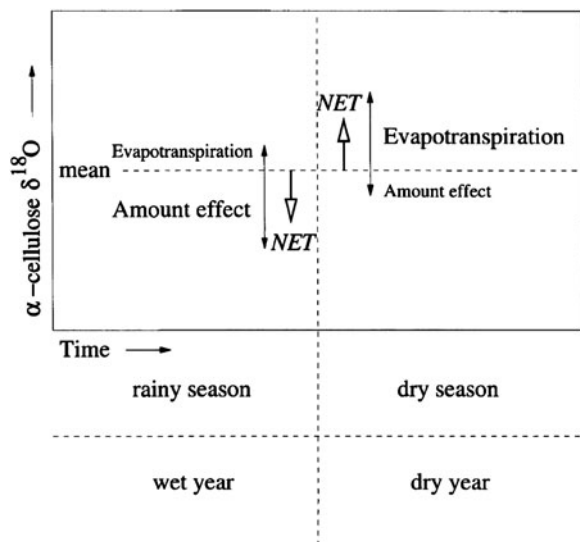 α-cellulose δ18O
NET
Evapotranspiration
Evapotranspiration
mean
Amount effect
Amount effect
NET
Time
rainy season
dry season
wet year
dry year